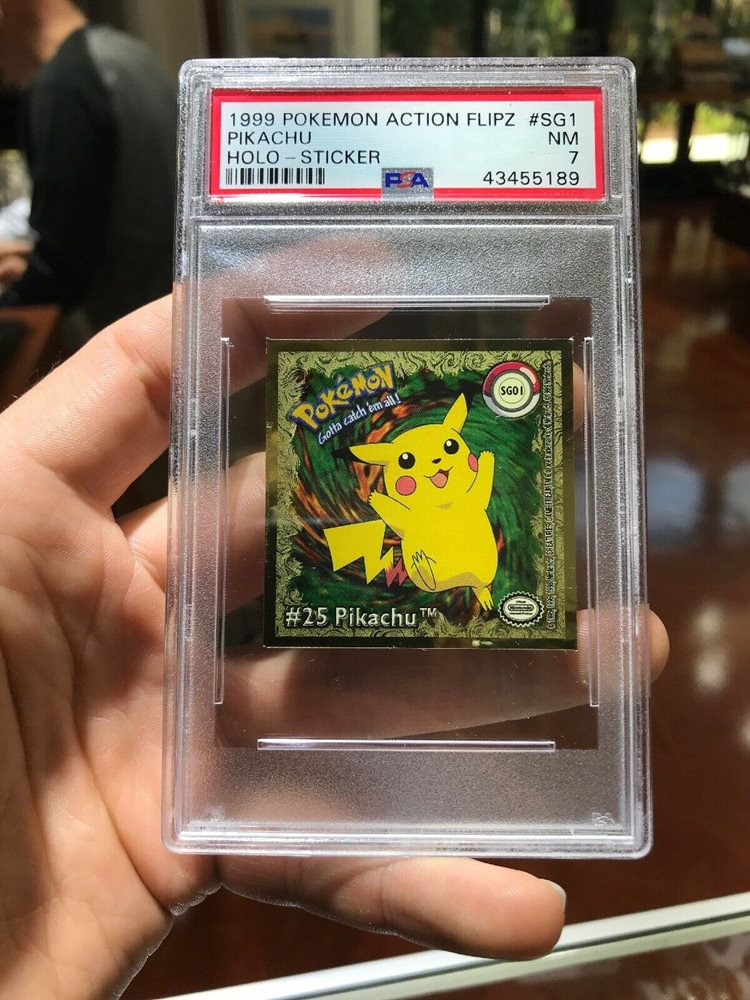 1999 POKEMON ACTION FLIPZ #SG1
PIKACHU NM
HOLO - STICKER 7
PSA 43455189
POKéMON
Gotta catch 'em all!
SG01
#25 Pikachu™
Nintendo